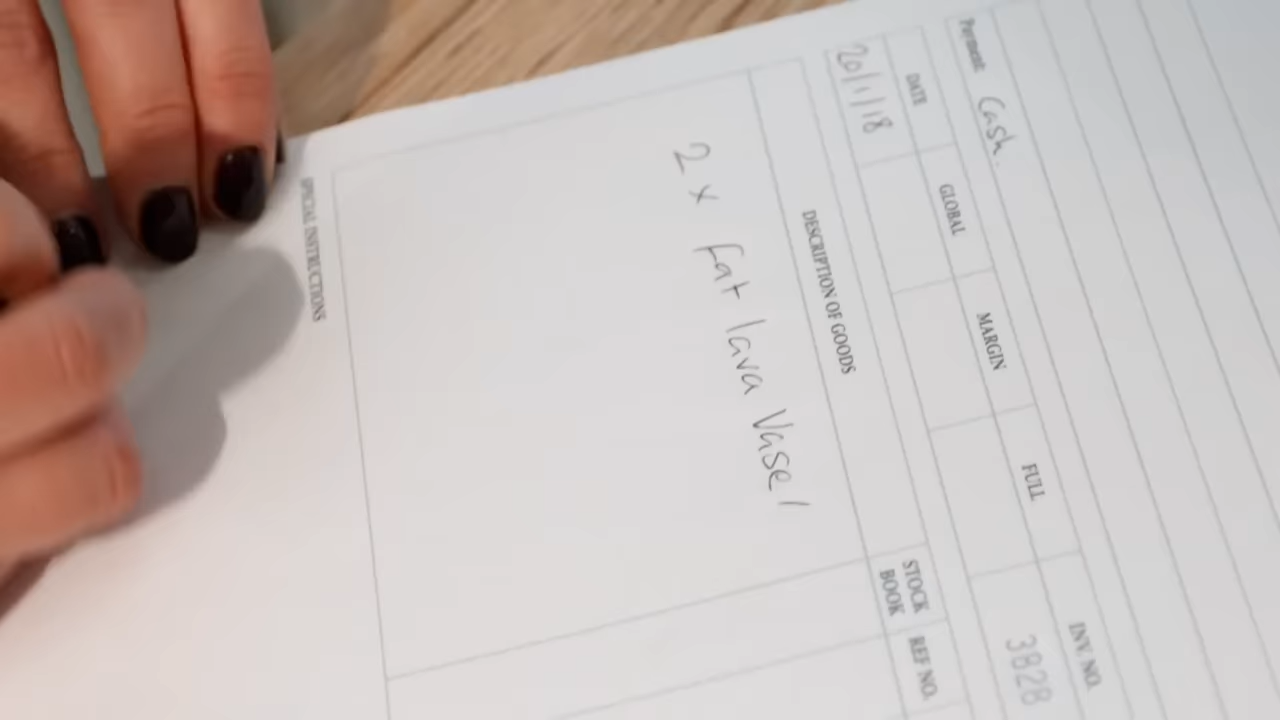 Payment Cash.
DATE GLOBAL MARGIN FULL INV. NO.
20/1/18 3828
DESCRIPTION OF GOODS STOCK BOOK REF NO.
2 x fat lava Vase/
SPECIAL INSTRUCTIONS